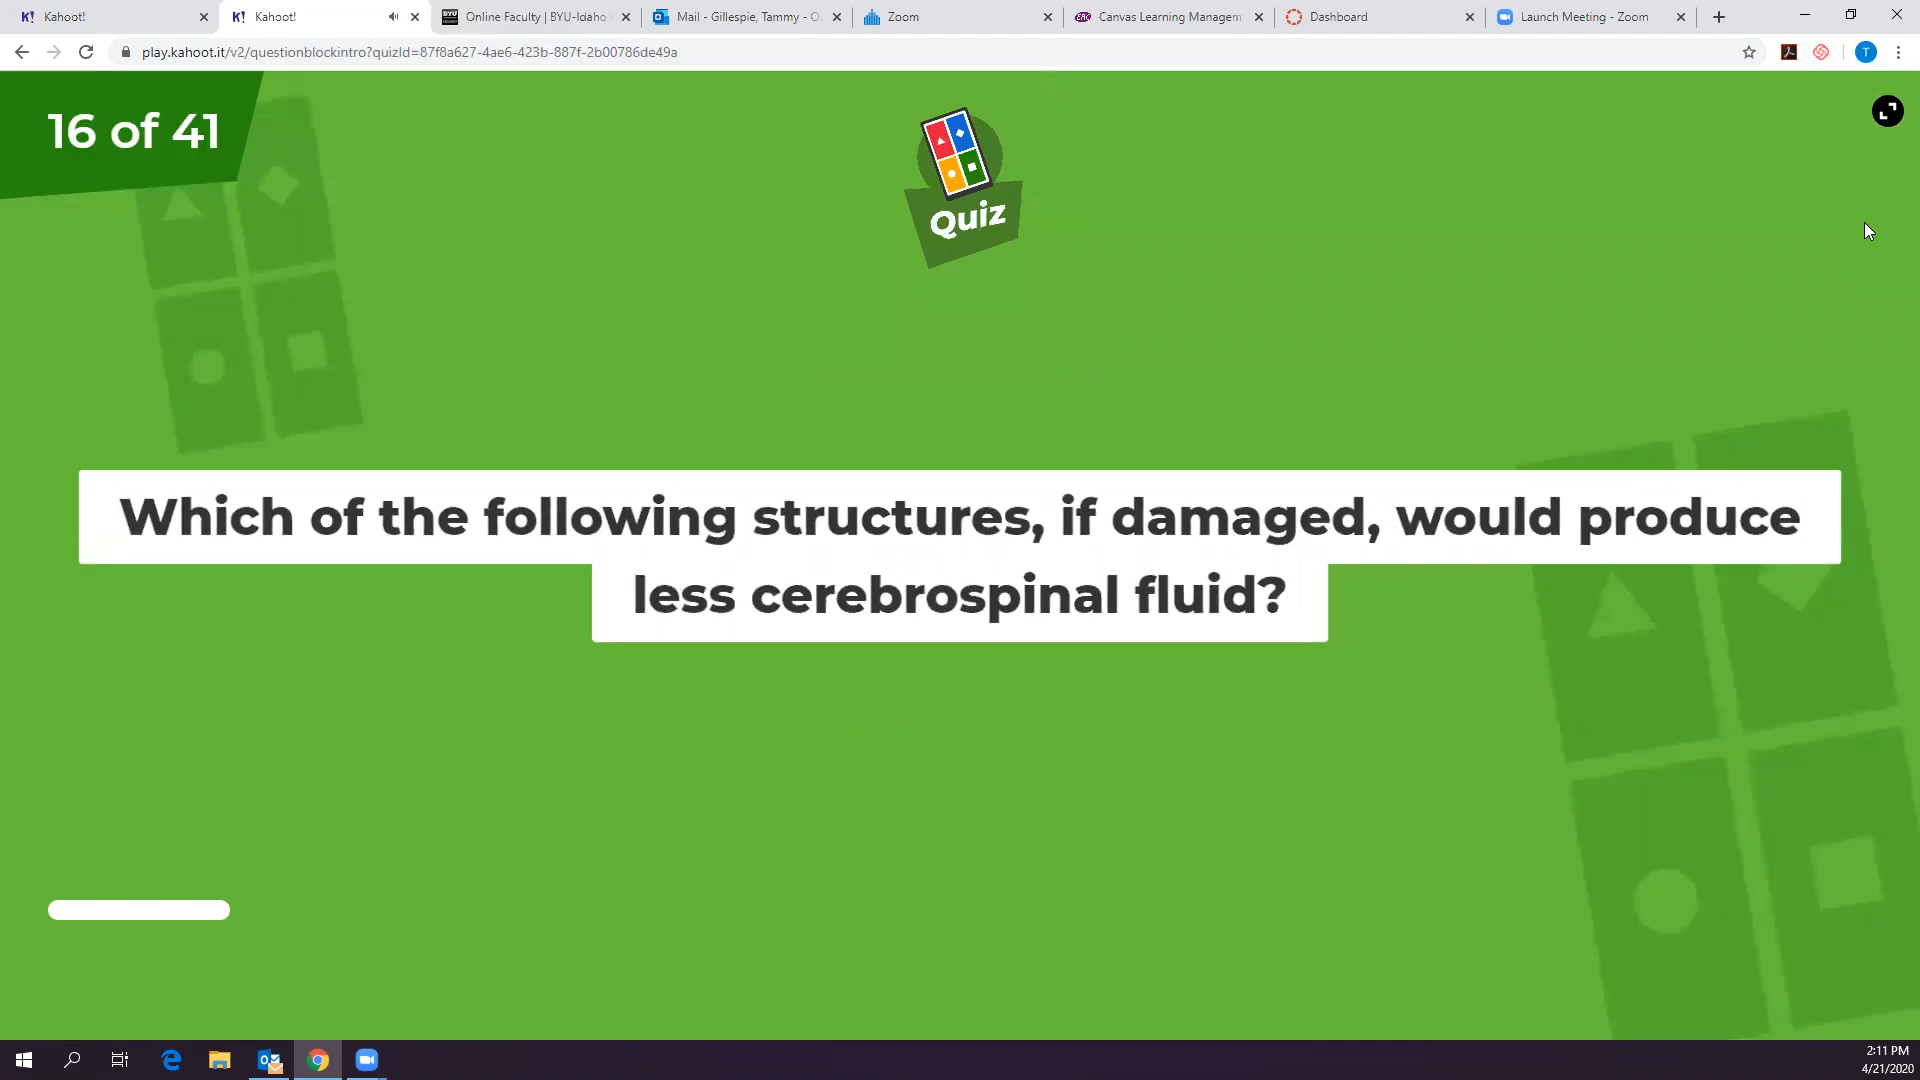 Kahoot!
Kahoot!
Online Faculty | BYU-Idaho
Mail - Gillespie, Tammy - O
Zoom
Canvas Learning Managem
Dashboard
Launch Meeting - Zoom
play.kahoot.it/v2/questionblockintro?quizId=87f8a627-4ae6-423b-887f-2b00786de49a
T
16 of 41
Quiz
Which of the following structures, if damaged, would produce
less cerebrospinal fluid?
2:11 PM
4/21/2020